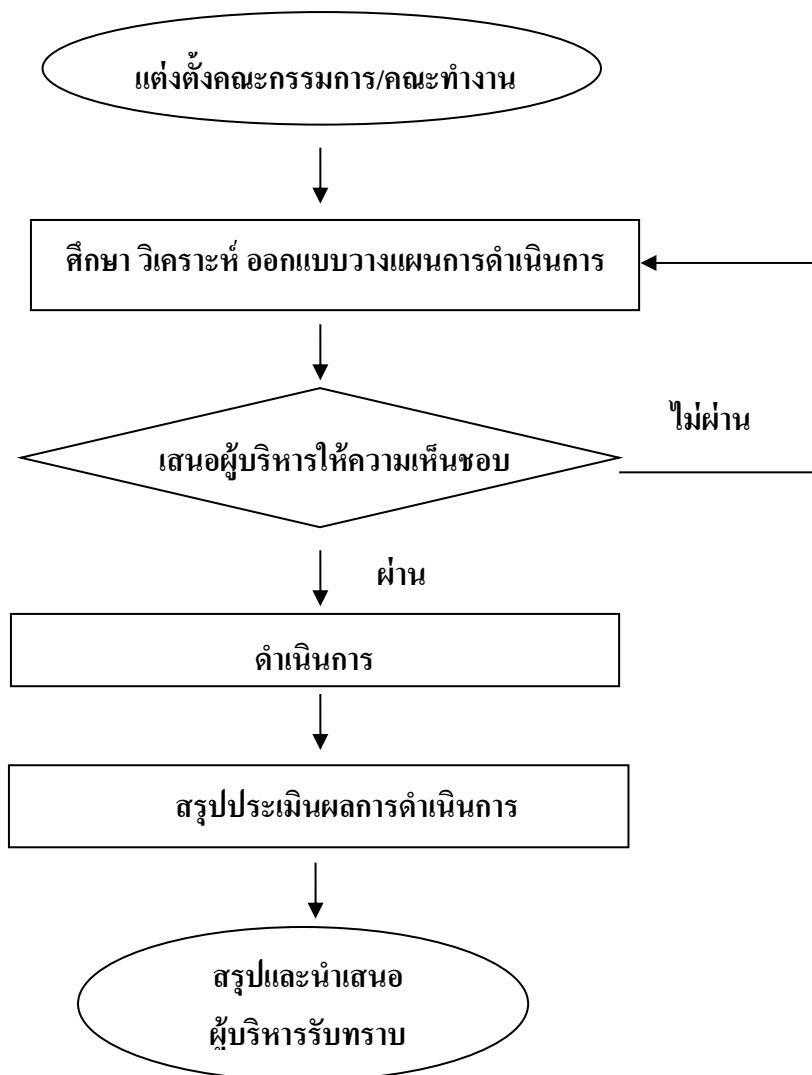 แต่งตั้งคณะกรรมการ/คณะทำงาน
ศึกษา วิเคราะห์ ออกแบบวางแผนการดำเนินการ
ไม่ผ่าน
เสนอผู้บริหารให้ความเห็นชอบ
ผ่าน
ดำเนินการ
สรุปประเมินผลการดำเนินการ
สรุปและนำเสนอ
ผู้บริหารรับทราบ